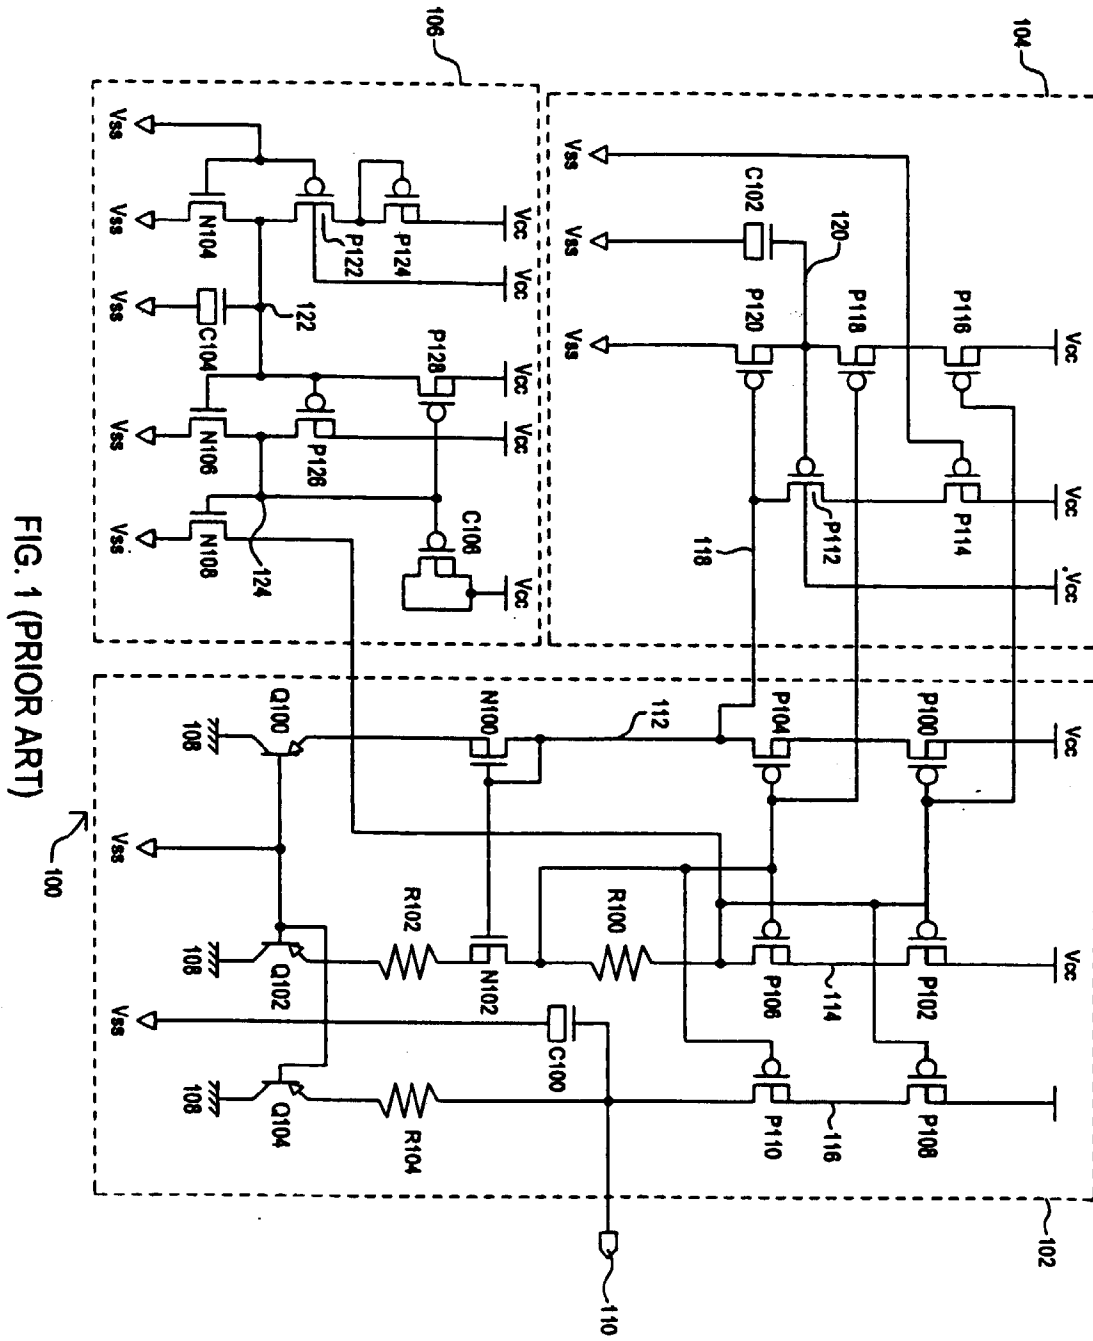 FIG. 1 (PRIOR ART)
100
106
Vss
Vss
N104
P122
P124
Vcc
Vcc
Vss
C104
122
P128
Vcc
Vss
N106
P126
Vcc
Vss
N108
124
C106
Vcc
104
Vss
C102
Vss
120
P120
Vss
P118
P116
Vcc
118
P112
P114
Vcc
Vcc
102
Q100
108
N100
112
P104
P100
Vcc
Vss
Q102
108
R102
N102
R100
P106
114
P102
Vcc
Vss
C100
Q104
108
R104
P110
116
P108
110